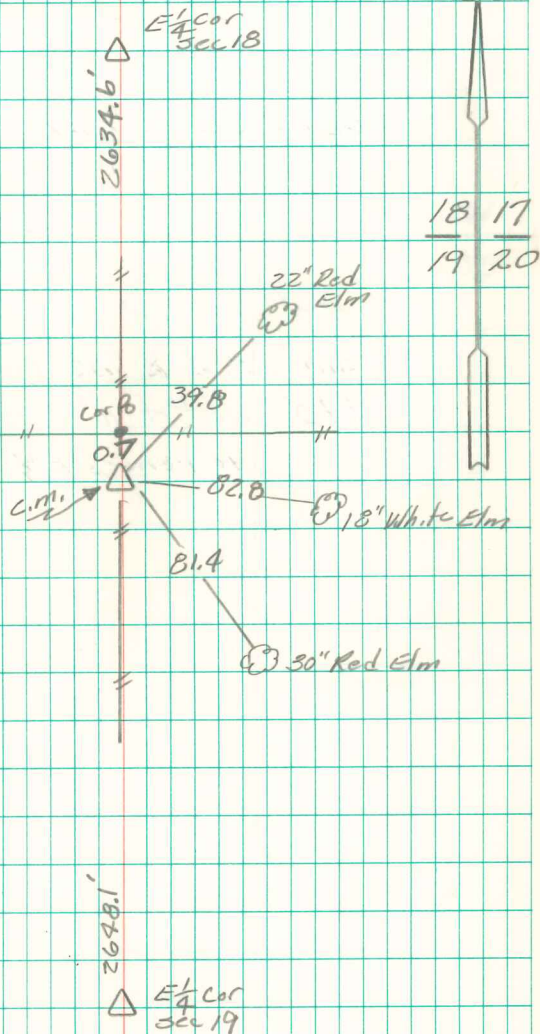 E 1/4 Cor
Sec 18
2634.6'
18 17
19 20
22" Red
Elm
39.8
Cor Po
0.7
C.M.
82.8
18" White Elm
81.4
30" Red Elm
2648.1'
E 1/4 Cor
Sec 19